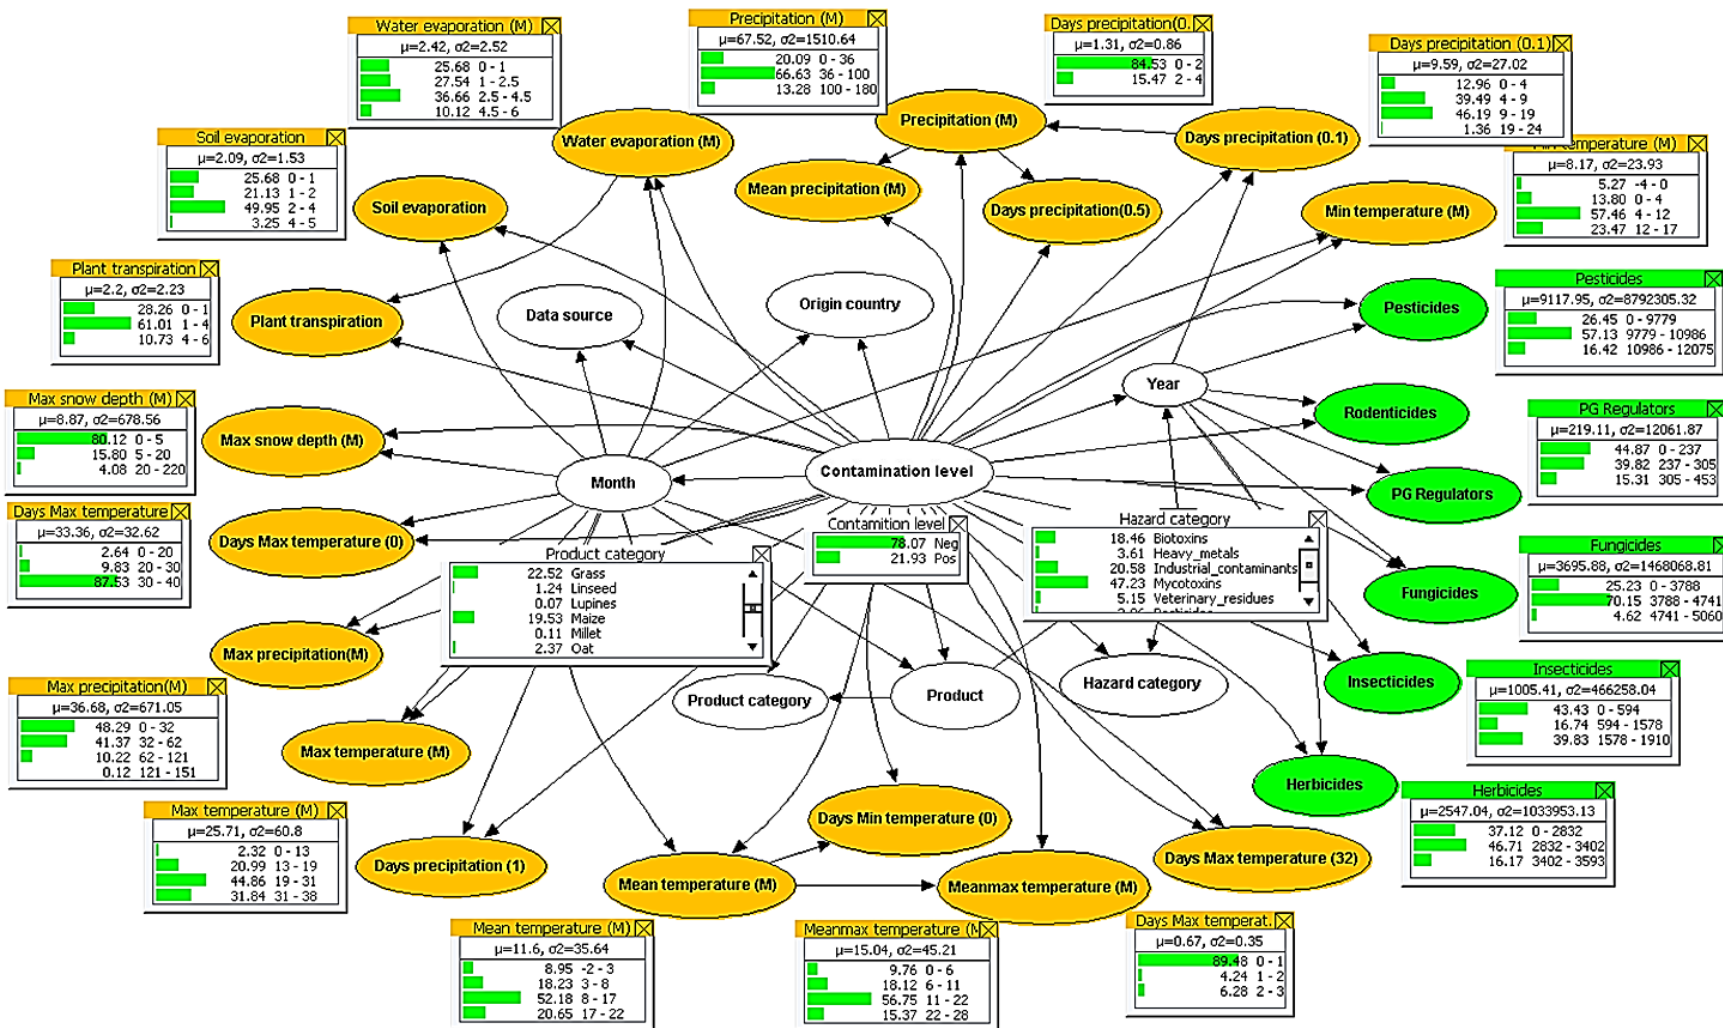 Water evaporation (M)
μ=2.42, σ2=2.52
25.68 0 - 1
27.54 1 - 2.5
36.66 2.5 - 4.5
10.12 4.5 - 6
Precipitation (M)
μ=67.52, σ2=1510.64
20.09 0 - 36
66.63 36 - 100
13.28 100 - 180
Days precipitation(0.
μ=1.31, σ2=0.86
84.53 0 - 2
15.47 2 - 4
Days precipitation (0.1)
μ=9.59, σ2=27.02
12.96 0 - 4
39.49 4 - 9
46.19 9 - 19
1.36 19 - 24
Soil evaporation
μ=2.09, σ2=1.53
25.68 0 - 1
21.13 1 - 2
49.95 2 - 4
3.25 4 - 5
Min temperature (M)
μ=8.17, σ2=23.93
5.27 -4 - 0
13.80 0 - 4
57.46 4 - 12
23.47 12 - 17
Water evaporation (M)
Precipitation (M)
Days precipitation (0.1)
Mean precipitation (M)
Days precipitation(0.5)
Soil evaporation
Min temperature (M)
Plant transpiration
μ=2.2, σ2=2.23
28.26 0 - 1
61.01 1 - 4
10.73 4 - 6
Plant transpiration
Data source
Origin country
Pesticides
Pesticides
μ=9117.95, σ2=8792305.32
26.45 0 - 9779
57.13 9779 - 10986
16.42 10986 - 12075
Year
Rodenticides
Max snow depth (M)
μ=8.87, σ2=678.56
80.12 0 - 5
15.80 5 - 20
4.08 20 - 220
Max snow depth (M)
Month
Contamination level
PG Regulators
PG Regulators
μ=219.11, σ2=12061.87
44.87 0 - 237
39.82 237 - 305
15.31 305 - 453
Days Max temperature
μ=33.36, σ2=32.62
2.64 0 - 20
9.83 20 - 30
87.53 30 - 40
Days Max temperature (0)
Product category
22.52 Grass
1.24 Linseed
0.07 Lupines
19.53 Maize
0.11 Millet
2.37 Oat
Contamition level
78.07 Neg
21.93 Pos
Hazard category
18.46 Biotoxins
3.61 Heavy_metals
20.58 Industrial_contaminants
47.23 Mycotoxins
5.15 Veterinary_residues
Fungicides
Fungicides
μ=3695.88, σ2=1468068.81
25.23 0 - 3788
70.15 3788 - 4741
4.62 4741 - 5060
Max precipitation(M)
Max precipitation(M)
μ=36.68, σ2=671.05
48.29 0 - 32
41.37 32 - 62
10.22 62 - 121
0.12 121 - 151
Product category
Product
Hazard category
Insecticides
Insecticides
μ=1005.41, σ2=466258.04
43.43 0 - 594
16.74 594 - 1578
39.83 1578 - 1910
Max temperature (M)
Herbicides
Herbicides
μ=2547.04, σ2=1033953.13
37.12 0 - 2832
46.71 2832 - 3402
16.17 3402 - 3593
Max temperature (M)
μ=25.71, σ2=60.8
2.32 0 - 13
20.99 13 - 19
44.86 19 - 31
31.84 31 - 38
Days precipitation (1)
Days Min temperature (0)
Mean temperature (M)
Meanmax temperature (M)
Days Max temperature (32)
Mean temperature (M)
μ=11.6, σ2=35.64
8.95 -2 - 3
18.23 3 - 8
52.18 8 - 17
20.65 17 - 22
Meanmax temperature (M
μ=15.04, σ2=45.21
9.76 0 - 6
18.12 6 - 11
56.75 11 - 22
15.37 22 - 28
Days Max temperat.
μ=0.67, σ2=0.35
89.48 0 - 1
4.24 1 - 2
6.28 2 - 3